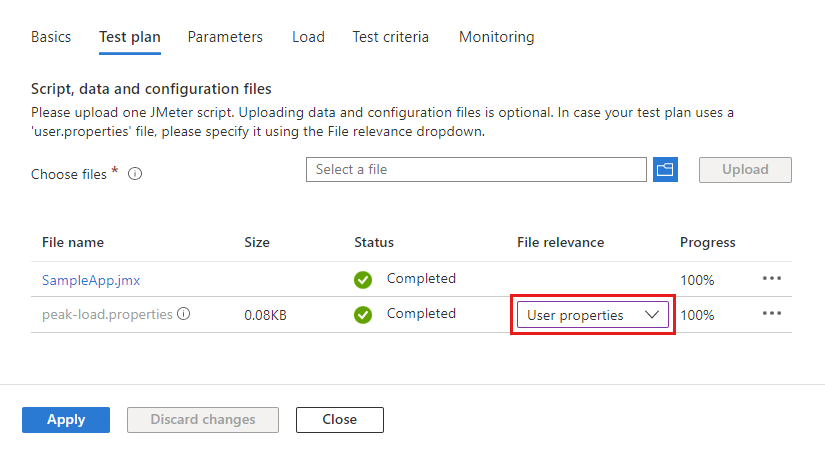 Basics Test plan Parameters Load Test criteria Monitoring
Script, data and configuration files
Please upload one JMeter script. Uploading data and configuration files is optional. In case your test plan uses a
'user.properties' file, please specify it using the File relevance dropdown.
Choose files * Select a file Upload
File name Size Status File relevance Progress
SampleApp.jmx Completed 100% •••
peak-load.properties 0.08KB Completed User properties 100% •••
Apply Discard changes Close